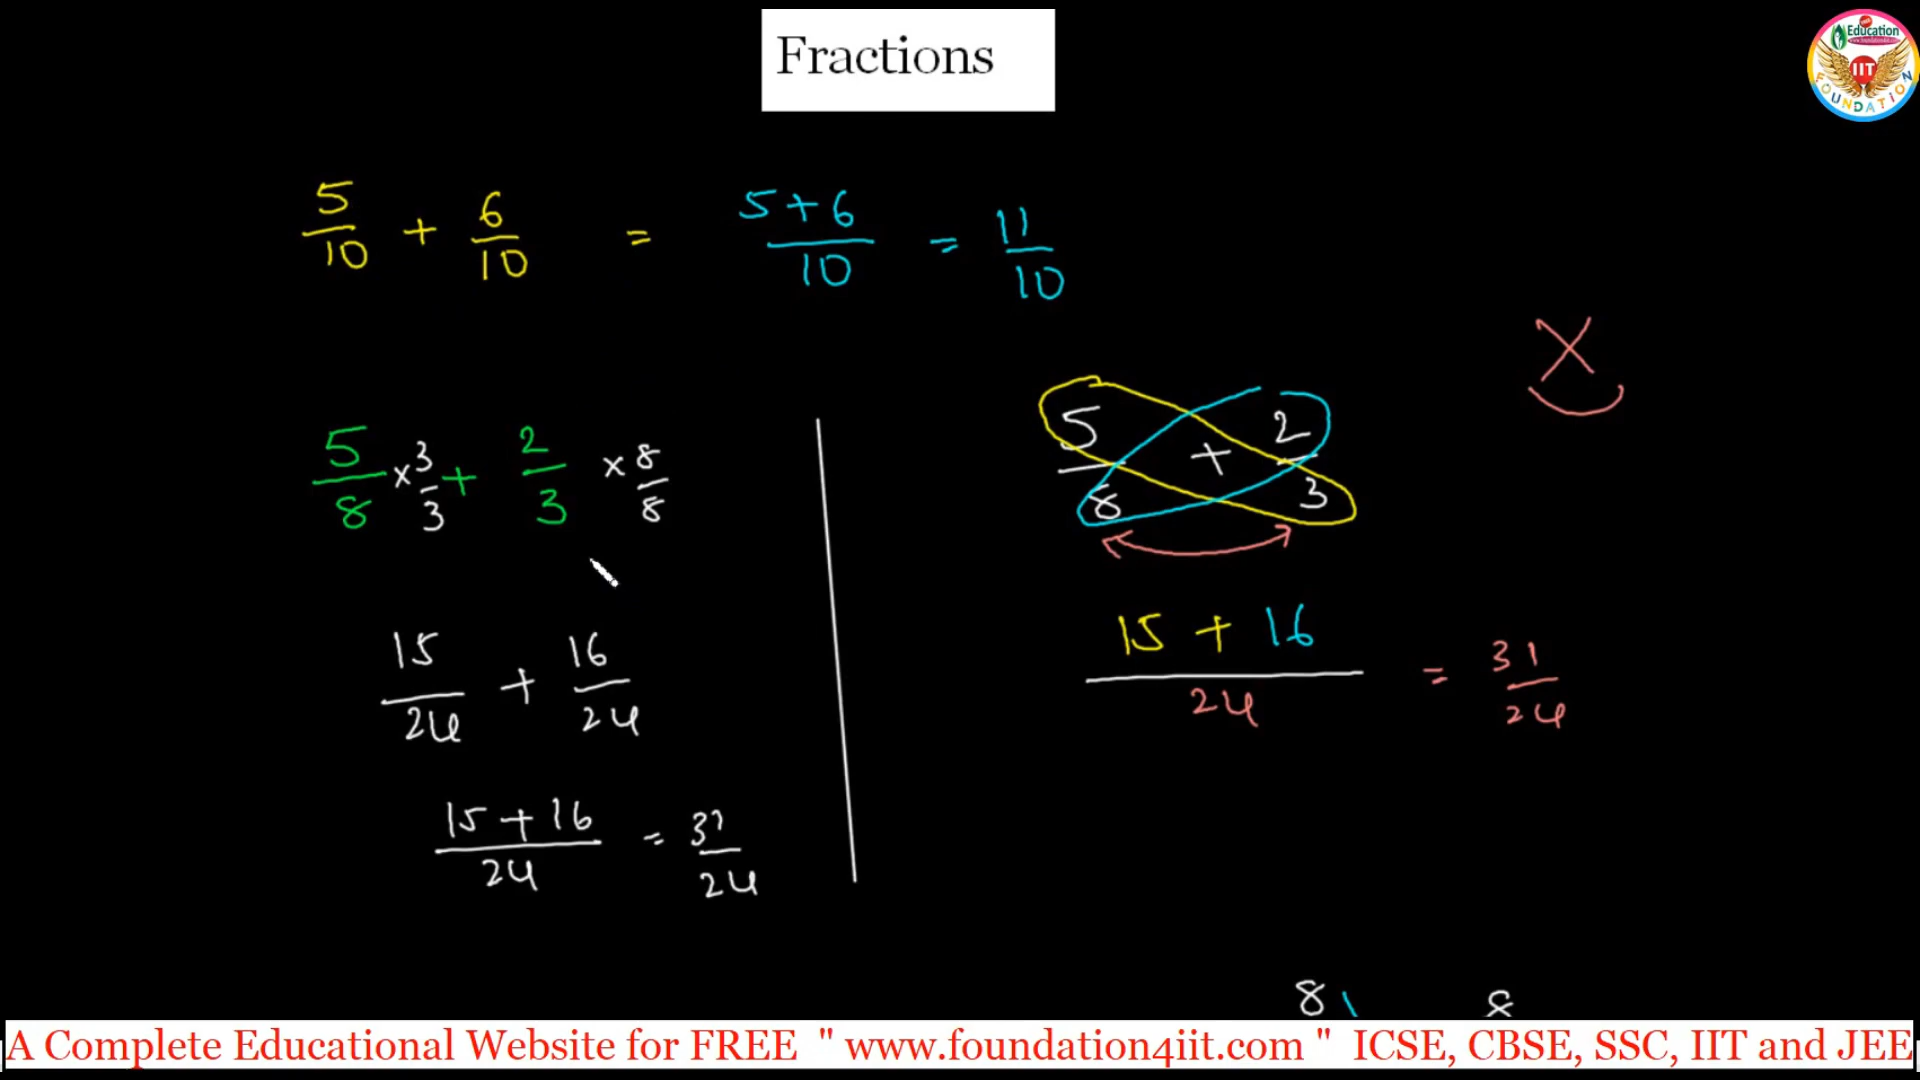 Fractions
Education
IIT
FOUNDATION
5/10 + 6/10 = 5+6/10 = 11/10
5/8 × 3/3 + 2/3 × 8/8
15/24 + 16/24
15+16/24 = 31/24
X
5/8 + 2/3
15 + 16/24 = 31/24
8 8
A Complete Educational Website for FREE " www.foundation4iit.com " ICSE, CBSE, SSC, IIT and JEE